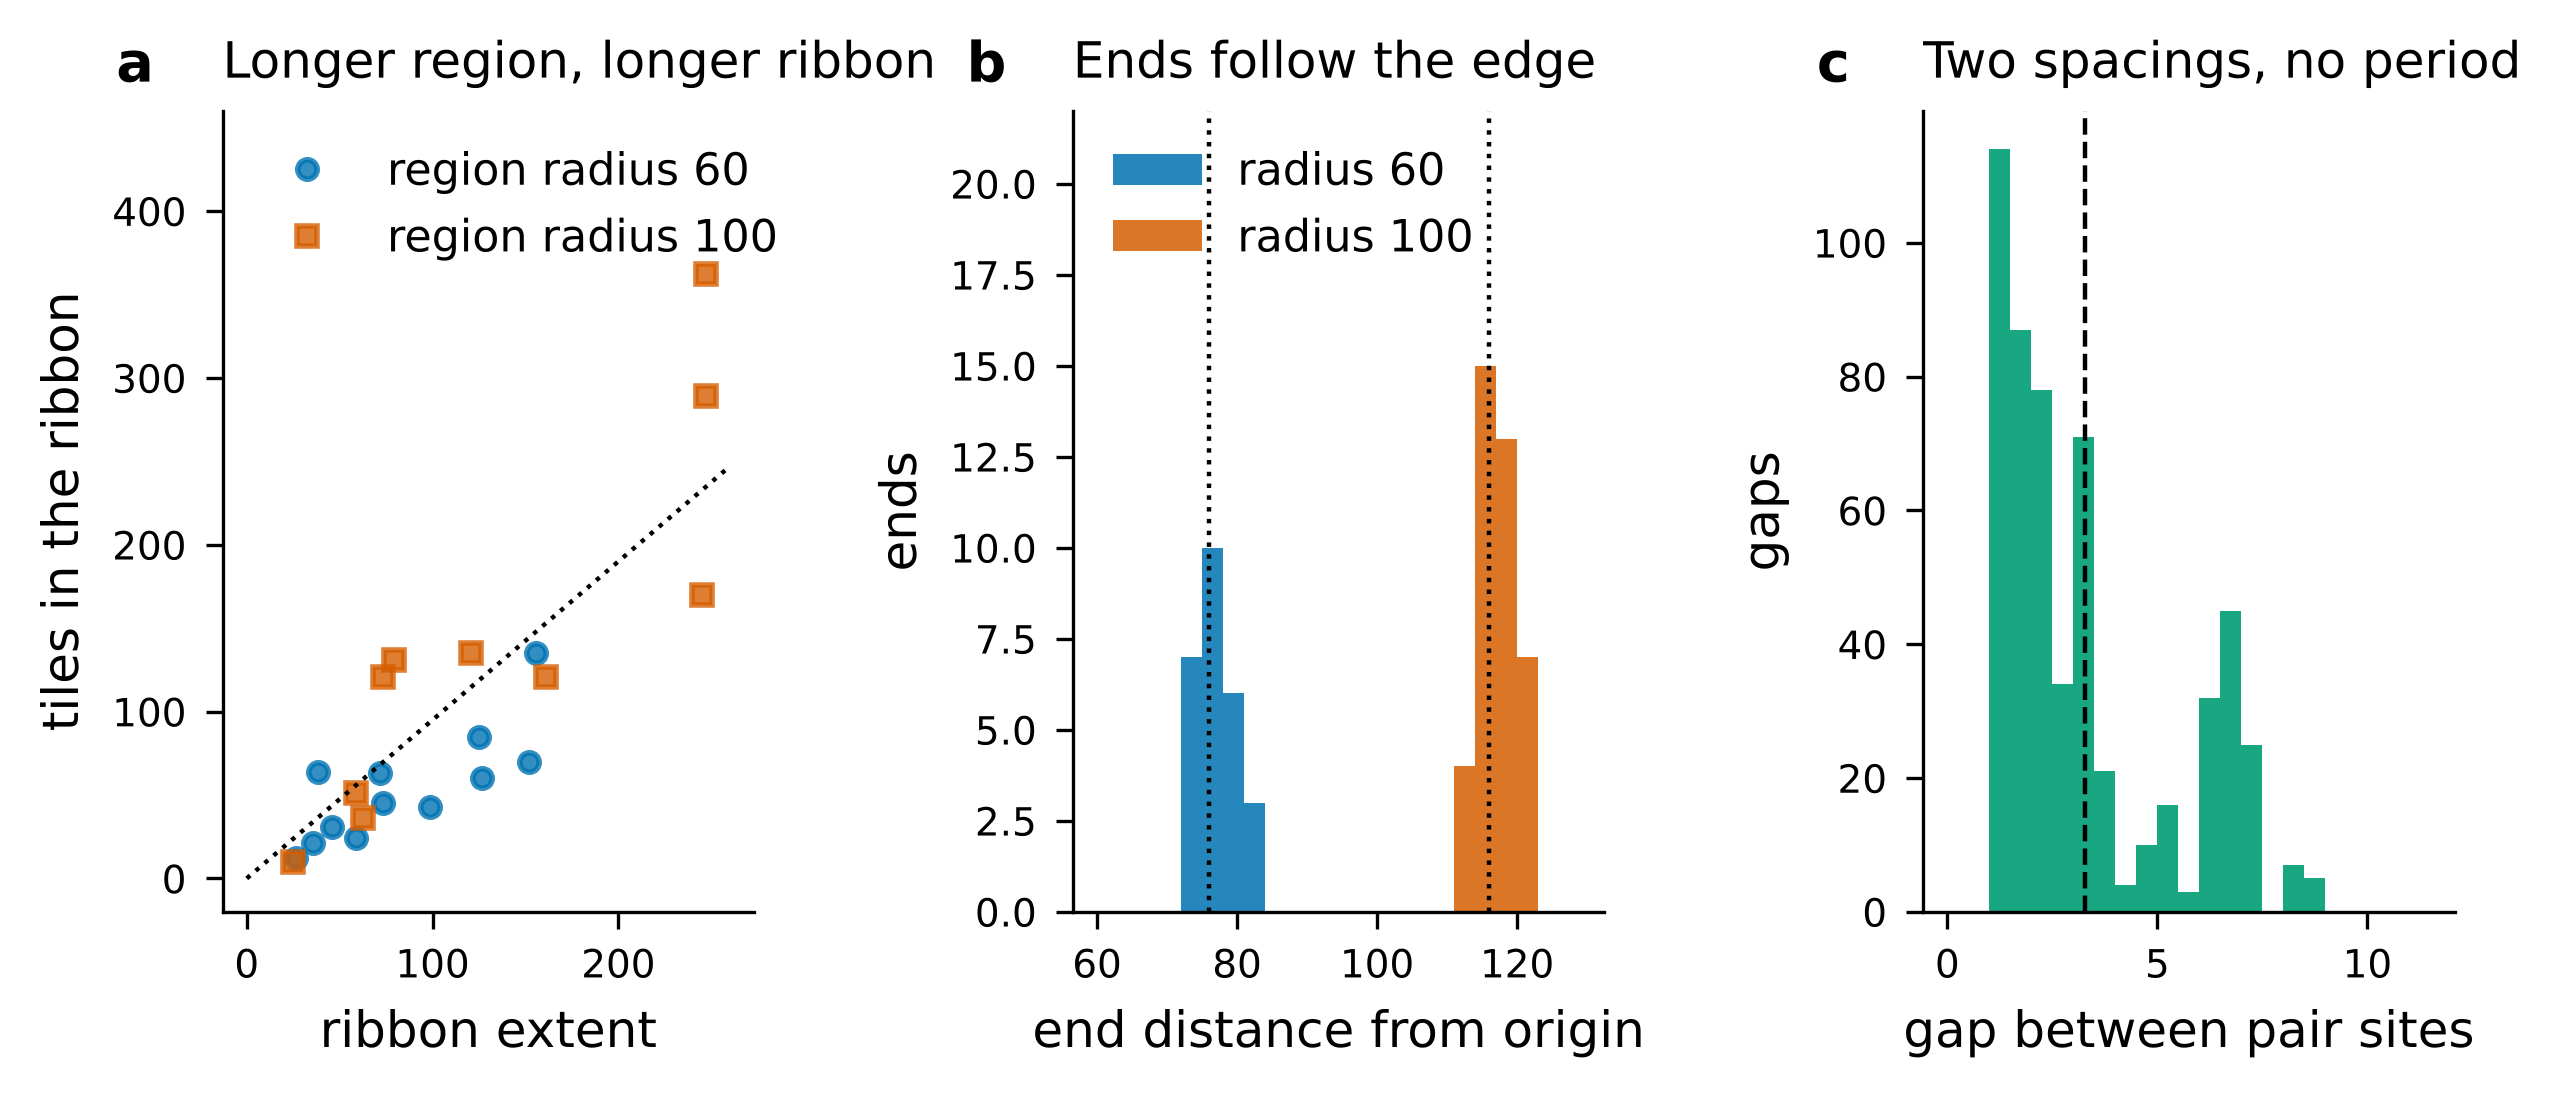 a Longer region, longer ribbon
region radius 60
region radius 100
tiles in the ribbon
400
300
200
100
0
0 100 200
ribbon extent
b Ends follow the edge
radius 60
radius 100
ends
20.0
17.5
15.0
12.5
10.0
7.5
5.0
2.5
0.0
60 80 100 120
end distance from origin
c Two spacings, no period
gaps
100
80
60
40
20
0
0 5 10
gap between pair sites